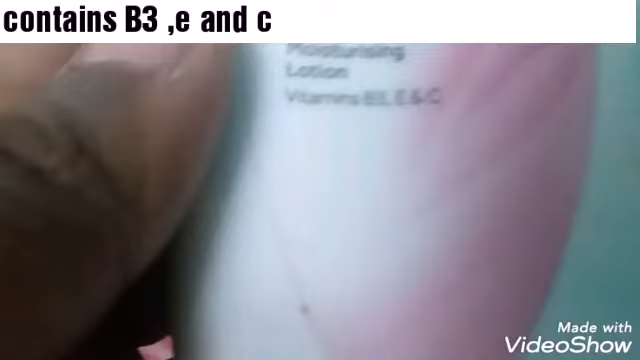 contains B3 ,e and c
Moisturising
Lotion
Vitamins B3, E & C
Made with
VideoShow